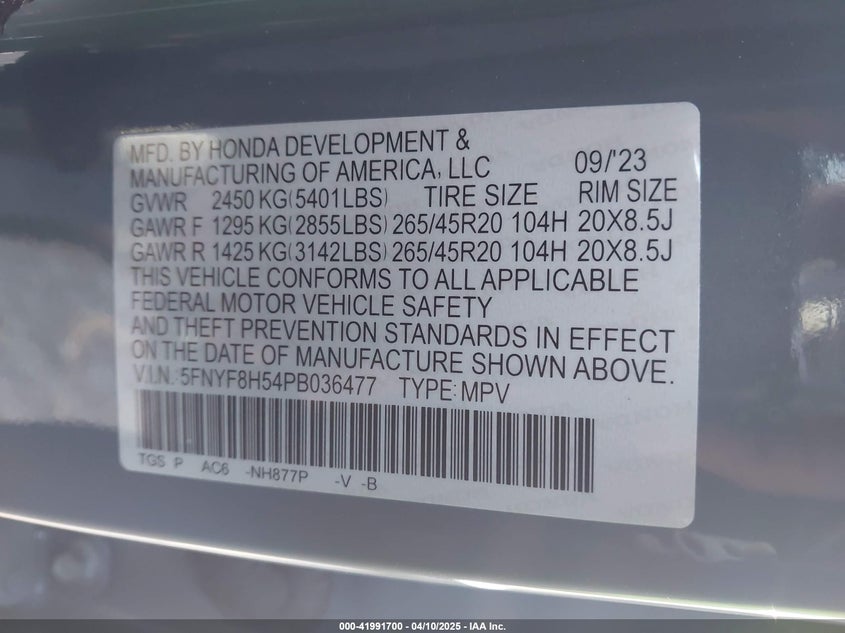 MFD. BY HONDA DEVELOPMENT &
MANUFACTURING OF AMERICA, LLC 09/'23
GVWR 2450 KG(5401LBS) TIRE SIZE RIM SIZE
GAWR F 1295 KG(2855LBS) 265/45R20 104H 20X8.5J
GAWR R 1425 KG(3142LBS) 265/45R20 104H 20X8.5J
THIS VEHICLE CONFORMS TO ALL APPLICABLE
FEDERAL MOTOR VEHICLE SAFETY
AND THEFT PREVENTION STANDARDS IN EFFECT
ON THE DATE OF MANUFACTURE SHOWN ABOVE.
V.I.N.: 5FNYF8H54PB036477 TYPE: MPV
TGS P AC6 -NH877P -V -B
000-41991700 - 04/10/2025 - IAA Inc.